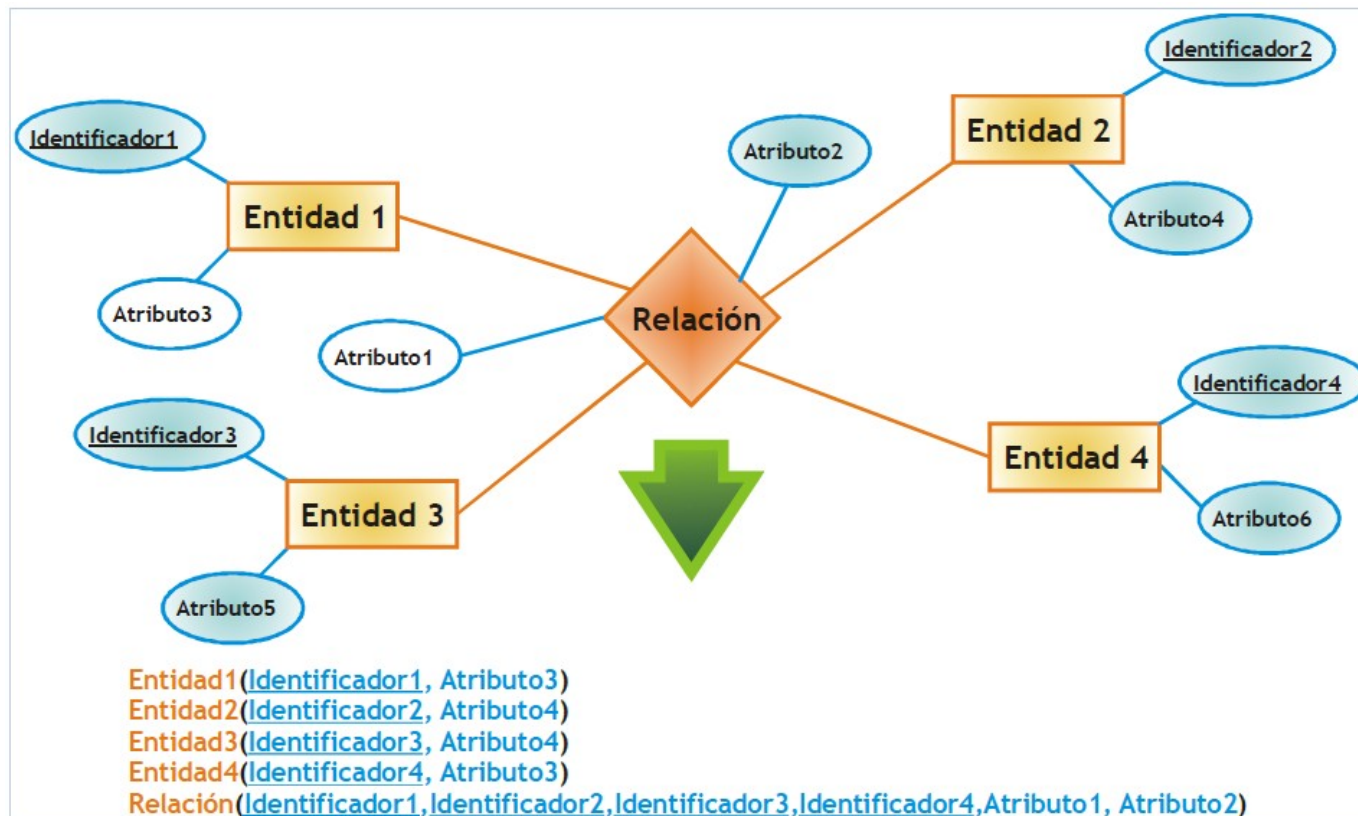 Identificador2
Identificador1
Entidad 2
Atributo2
Entidad 1
Atributo4
Atributo3
Relación
Atributo1
Identificador4
Identificador3
Entidad 4
Entidad 3
Atributo6
Atributo5
Entidad1(Identificador1, Atributo3)
Entidad2(Identificador2, Atributo4)
Entidad3(Identificador3, Atributo4)
Entidad4(Identificador4, Atributo3)
Relación(Identificador1,Identificador2,Identificador3,Identificador4,Atributo1, Atributo2)